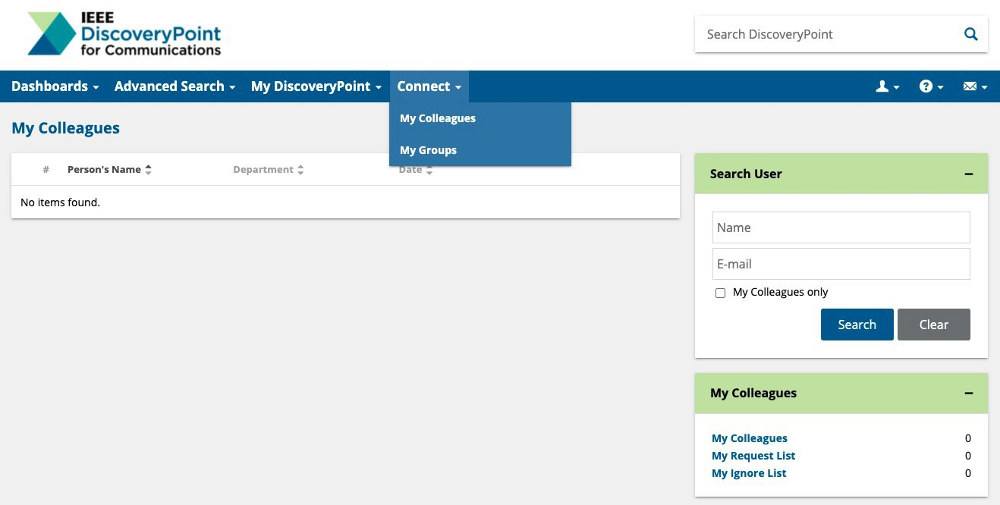 IEEE
DiscoveryPoint
for Communications
Search DiscoveryPoint
Dashboards Advanced Search My DiscoveryPoint Connect
My Colleagues
My Groups
My Colleagues
# Person's Name Department Date
No items found.
Search User
Name
E-mail
My Colleagues only
Search Clear
My Colleagues
My Colleagues 0
My Request List 0
My Ignore List 0